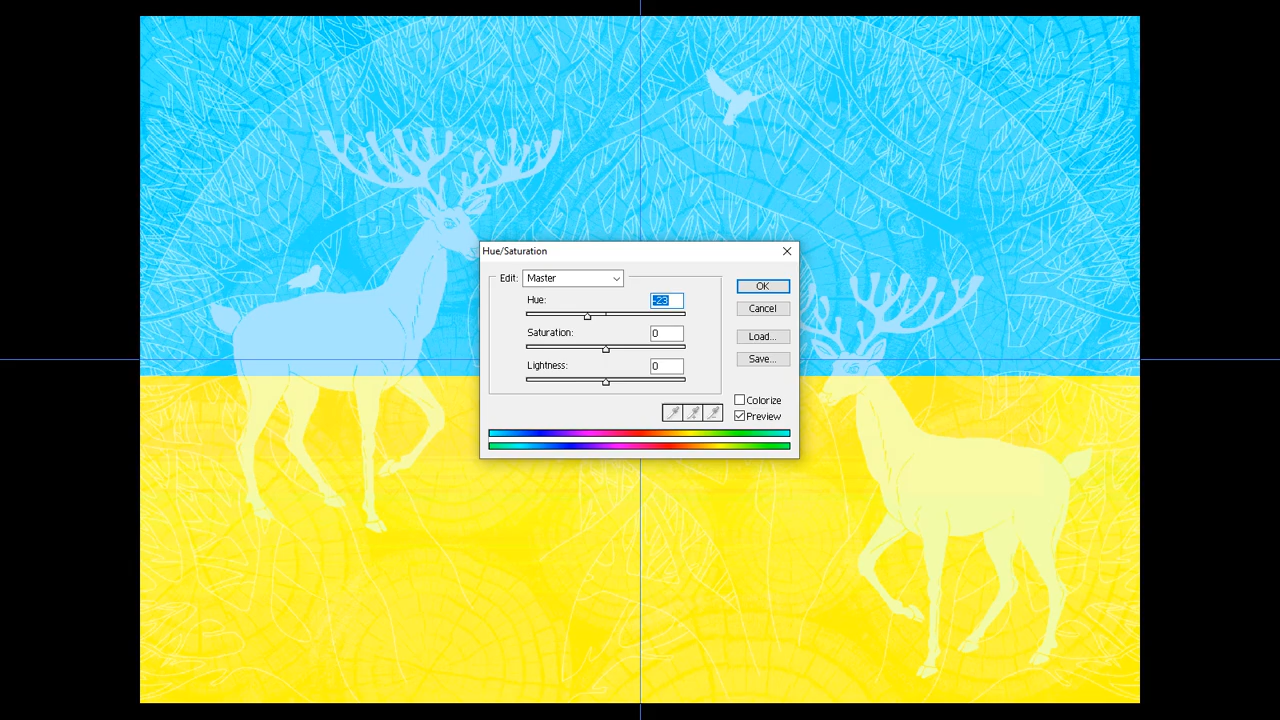 Hue/Saturation
Edit: Master
OK
Hue: -23
Cancel
Saturation: 0
Load...
Save...
Lightness: 0
Colorize
Preview